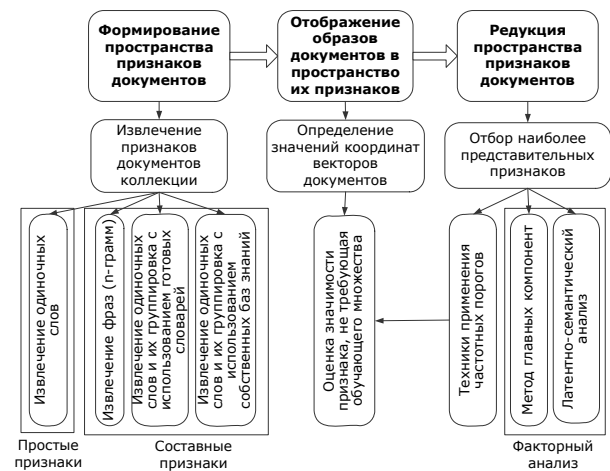 Формирование
пространства
признаков
документов
Отображение
образов
документов в
пространство
их признаков
Редукция
пространства
признаков
документов
Извлечение
признаков
документов
коллекции
Определение
значений координат
векторов
документов
Отбор наиболее
представительных
признаков
Извлечение одиночных
слов
Извлечение фраз (n-грамм)
Извлечение одиночных
слов и их группировка с
использованием готовых
словарей
Извлечение одиночных
слов и их группировка с
использованием
собственных баз знаний
Оценка значимости
признака, не требующая
обучающего множества
Техники применения
частотных порогов
Метод главных компонент
Латентно-семантический
анализ
Простые
признаки
Составные
признаки
Факторный
анализ